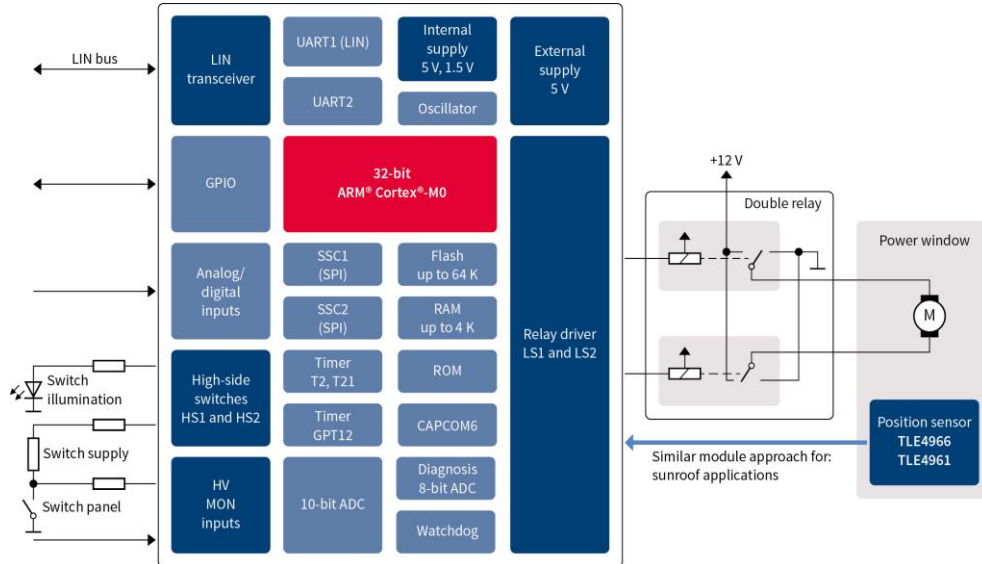 LIN bus
LIN
transceiver
UART1 (LIN)
UART2
Internal
supply
5 V, 1.5 V
Oscillator
External
supply
5 V
GPIO
32-bit
ARM® Cortex®-M0
Analog/
digital
inputs
SSC1
(SPI)
SSC2
(SPI)
Flash
up to 64 K
RAM
up to 4 K
Relay driver
LS1 and LS2
High-side
switches
HS1 and HS2
Timer
T2, T21
Timer
GPT12
ROM
CAPCOM6
HV
MON
inputs
10-bit ADC
Diagnosis
8-bit ADC
Watchdog
Switch
illumination
Switch supply
Switch panel
+12 V
Double relay
Power window
M
Position sensor
TLE4966
TLE4961
Similar module approach for:
sunroof applications